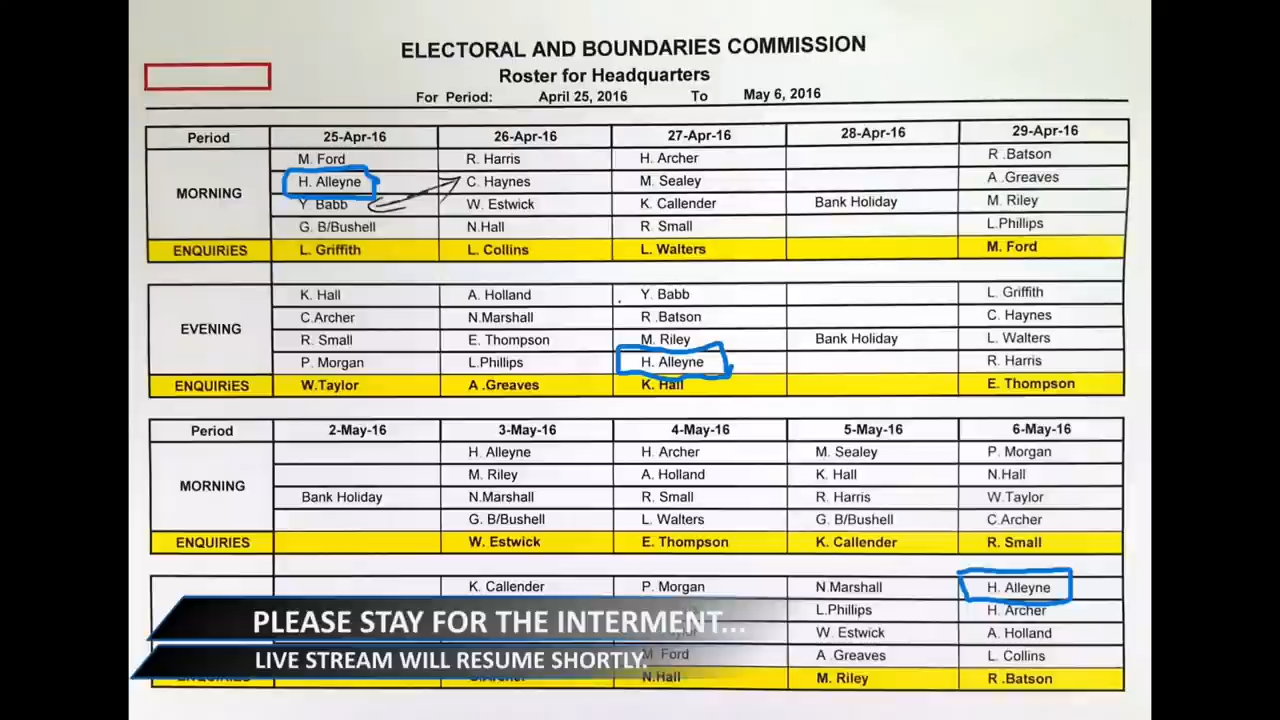 ELECTORAL AND BOUNDARIES COMMISSION
Roster for Headquarters
For Period: April 25, 2016 To May 6, 2016
Period 25-Apr-16 26-Apr-16 27-Apr-16 28-Apr-16 29-Apr-16
M. Ford R. Harris H. Archer R .Batson
H. Alleyne C. Haynes M. Sealey A .Greaves
MORNING
Y. Babb W. Estwick K. Callender Bank Holiday M. Riley
G. B/Bushell N.Hall R. Small L.Phillips
ENQUIRIES L. Griffith L. Collins L. Walters M. Ford
K. Hall A. Holland Y. Babb L. Griffith
C.Archer N.Marshall R .Batson C. Haynes
EVENING
R. Small E. Thompson M. Riley Bank Holiday L. Walters
P. Morgan L.Phillips H. Alleyne R. Harris
ENQUIRIES W.Taylor A .Greaves K. Hall E. Thompson
Period 2-May-16 3-May-16 4-May-16 5-May-16 6-May-16
H. Alleyne H. Archer M. Sealey P. Morgan
M. Riley A. Holland K. Hall N.Hall
MORNING
Bank Holiday N.Marshall R. Small R. Harris W.Taylor
G. B/Bushell L. Walters G. B/Bushell C.Archer
ENQUIRIES W. Estwick E. Thompson K. Callender R. Small
K. Callender P. Morgan N.Marshall H. Alleyne
L.Phillips H. Archer
PLEASE STAY FOR THE INTERMENT...
W. Estwick A. Holland
LIVE STREAM WILL RESUME SHORTLY.
M. Ford A .Greaves L. Collins
N.Hall M. Riley R .Batson